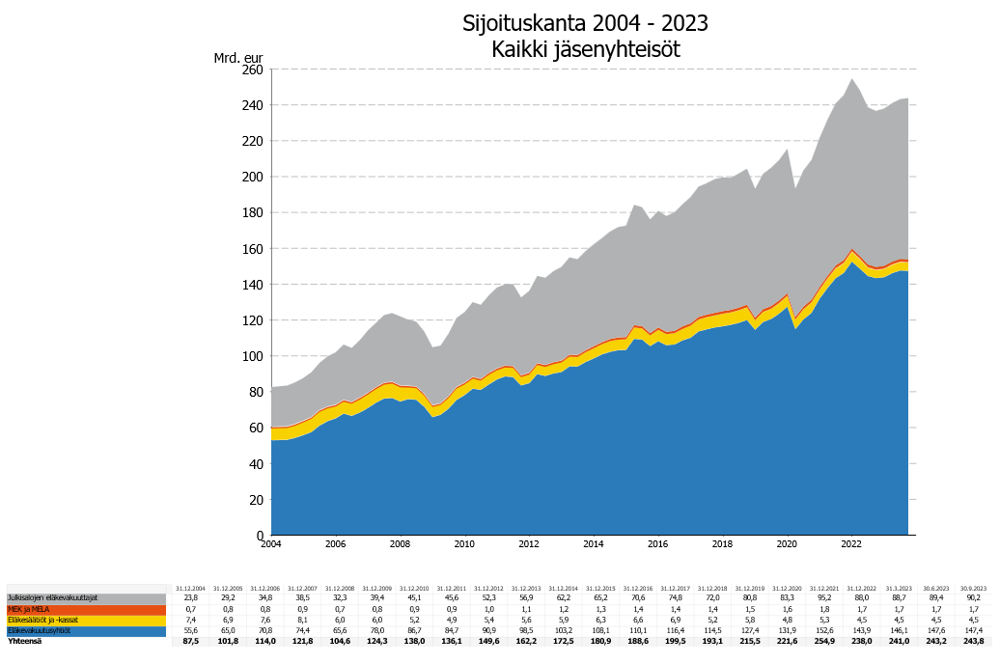 Sijoituskanta 2004 - 2023
Kaikki jäsenyhteisöt
Mrd. eur
260
240
220
200
180
160
140
120
100
80
60
40
20
0
2004 2006 2008 2010 2012 2014 2016 2018 2020 2022
31.12.2004 31.12.2005 31.12.2006 31.12.2007 31.12.2008 31.12.2009 31.12.2010 31.12.2011 31.12.2012 31.12.2013 31.12.2014 31.12.2015 31.12.2016 31.12.2017 31.12.2018 31.12.2019 31.12.2020 31.12.2021 31.12.2022 31.3.2023 30.6.2023 30.9.2023
Julkisalojen eläkevakuuttajat 23,8 29,2 34,8 38,5 32,3 39,4 45,1 45,6 52,3 56,9 62,2 65,2 70,6 74,8 72,0 80,8 83,3 95,2 88,0 88,7 89,4 90,2
MEK ja MELA 0,7 0,8 0,8 0,9 0,7 0,8 0,9 0,9 1,0 1,1 1,2 1,3 1,4 1,4 1,4 1,5 1,6 1,8 1,7 1,7 1,7 1,7
Eläkesäätiöt ja -kassat 7,4 6,9 7,6 8,1 6,0 6,0 5,2 4,9 5,4 5,6 5,9 6,3 6,6 6,9 5,2 5,8 4,8 5,3 4,5 4,5 4,5 4,5
Eläkevakuutusyhtiöt 55,6 65,0 70,8 74,4 65,6 78,0 86,7 84,7 90,9 98,5 103,2 108,1 110,1 116,4 114,5 127,4 131,9 152,6 143,9 146,1 147,6 147,4
Yhteensä 87,5 101,8 114,0 121,8 104,6 124,3 138,0 136,1 149,6 162,2 172,5 180,9 188,6 199,5 193,1 215,5 221,6 254,9 238,0 241,0 243,2 243,8